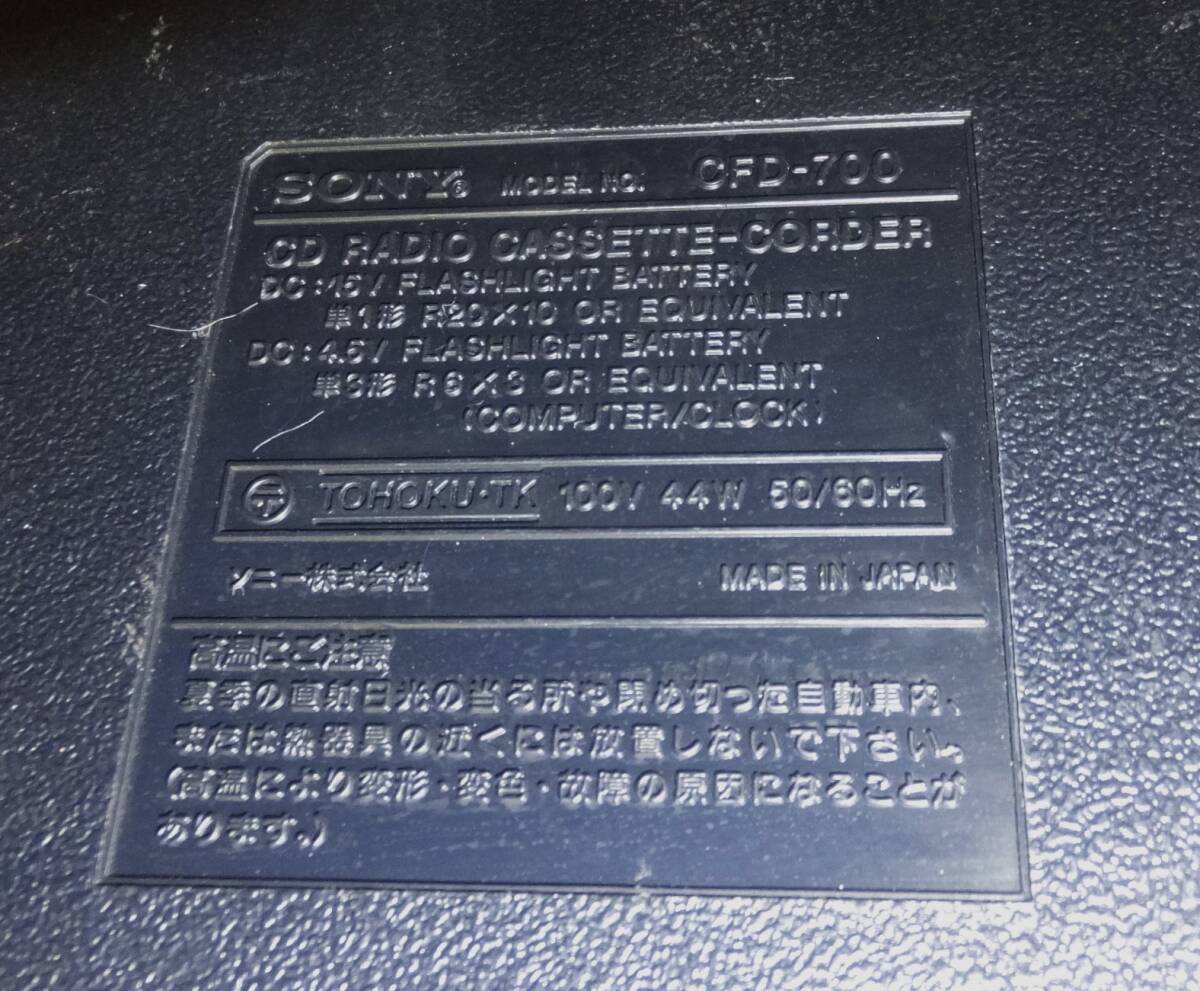 SONY® MODEL NO. CFD-700
CD RADIO CASSETTE-CORDER
DC:15V FLASHLIGHT BATTERY
単1形 R20×10 OR EQUIVALENT
DC:4.5V FLASHLIGHT BATTERY
単3形 R6×3 OR EQUIVALENT
(COMPUTER/CLOCK)
〒 TOHOKU·TK 100V 44W 50/60Hz
ソニー株式会社 MADE IN JAPAN
高温にご注意
夏季の直射日光の当る所や閉め切った自動車内、
または熱器具の近くには放置しないで下さい。
(高温により変形・変色・故障の原因になることが
あります。)